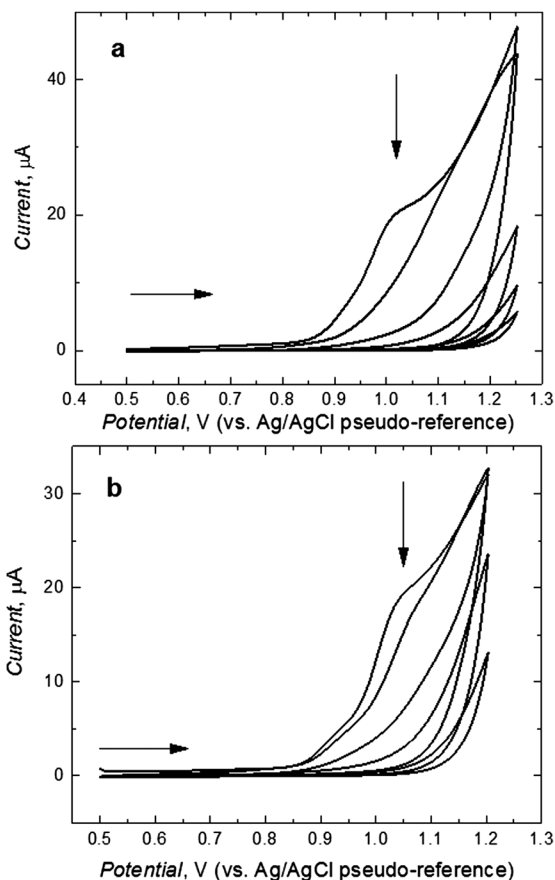 a
40
20
0
Current, μA
0.4 0.5 0.6 0.7 0.8 0.9 1.0 1.1 1.2 1.3
Potential, V (vs. Ag/AgCl pseudo-reference)
b
30
20
10
0
Current, μA
0.5 0.6 0.7 0.8 0.9 1.0 1.1 1.2 1.3
Potential, V (vs. Ag/AgCl pseudo-reference)